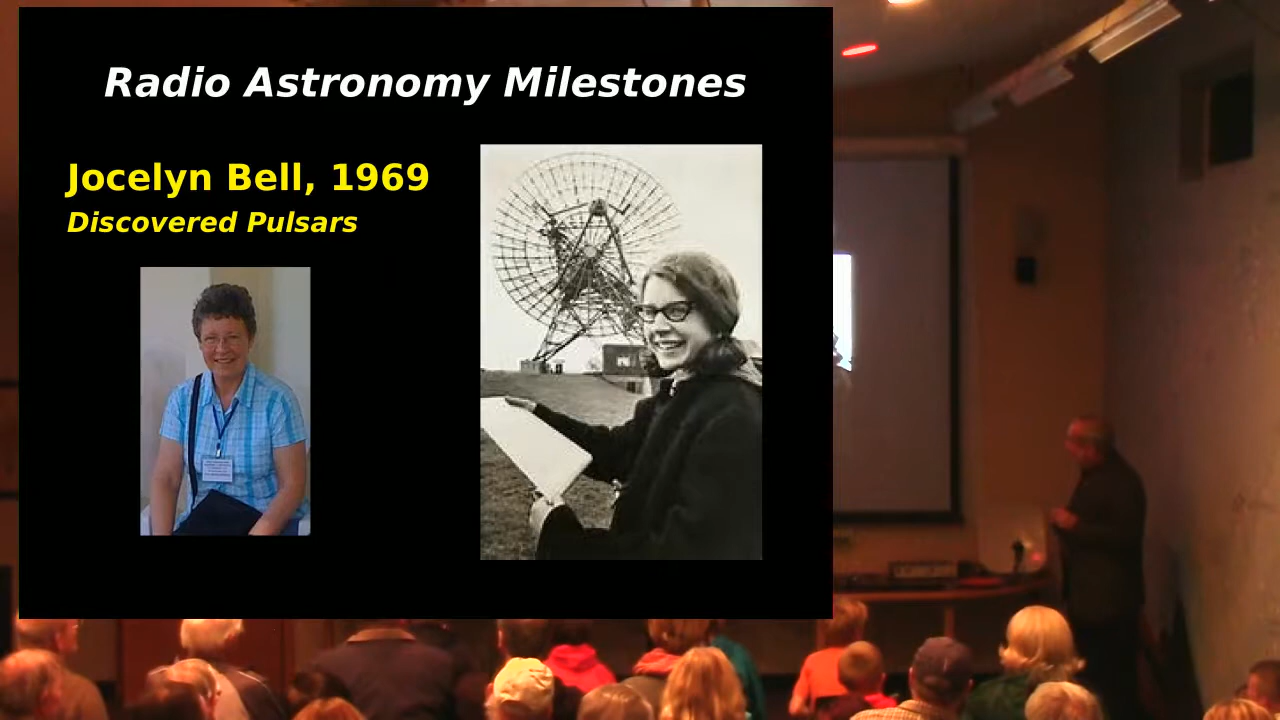 Radio Astronomy Milestones
Jocelyn Bell, 1969
Discovered Pulsars